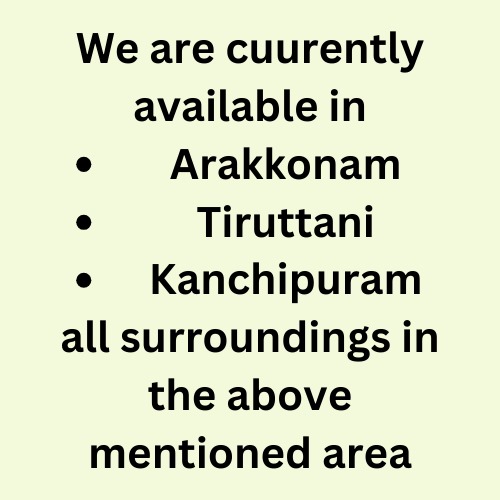 We are cuurently
available in
• Arakkonam
• Tiruttani
• Kanchipuram
all surroundings in
the above
mentioned area